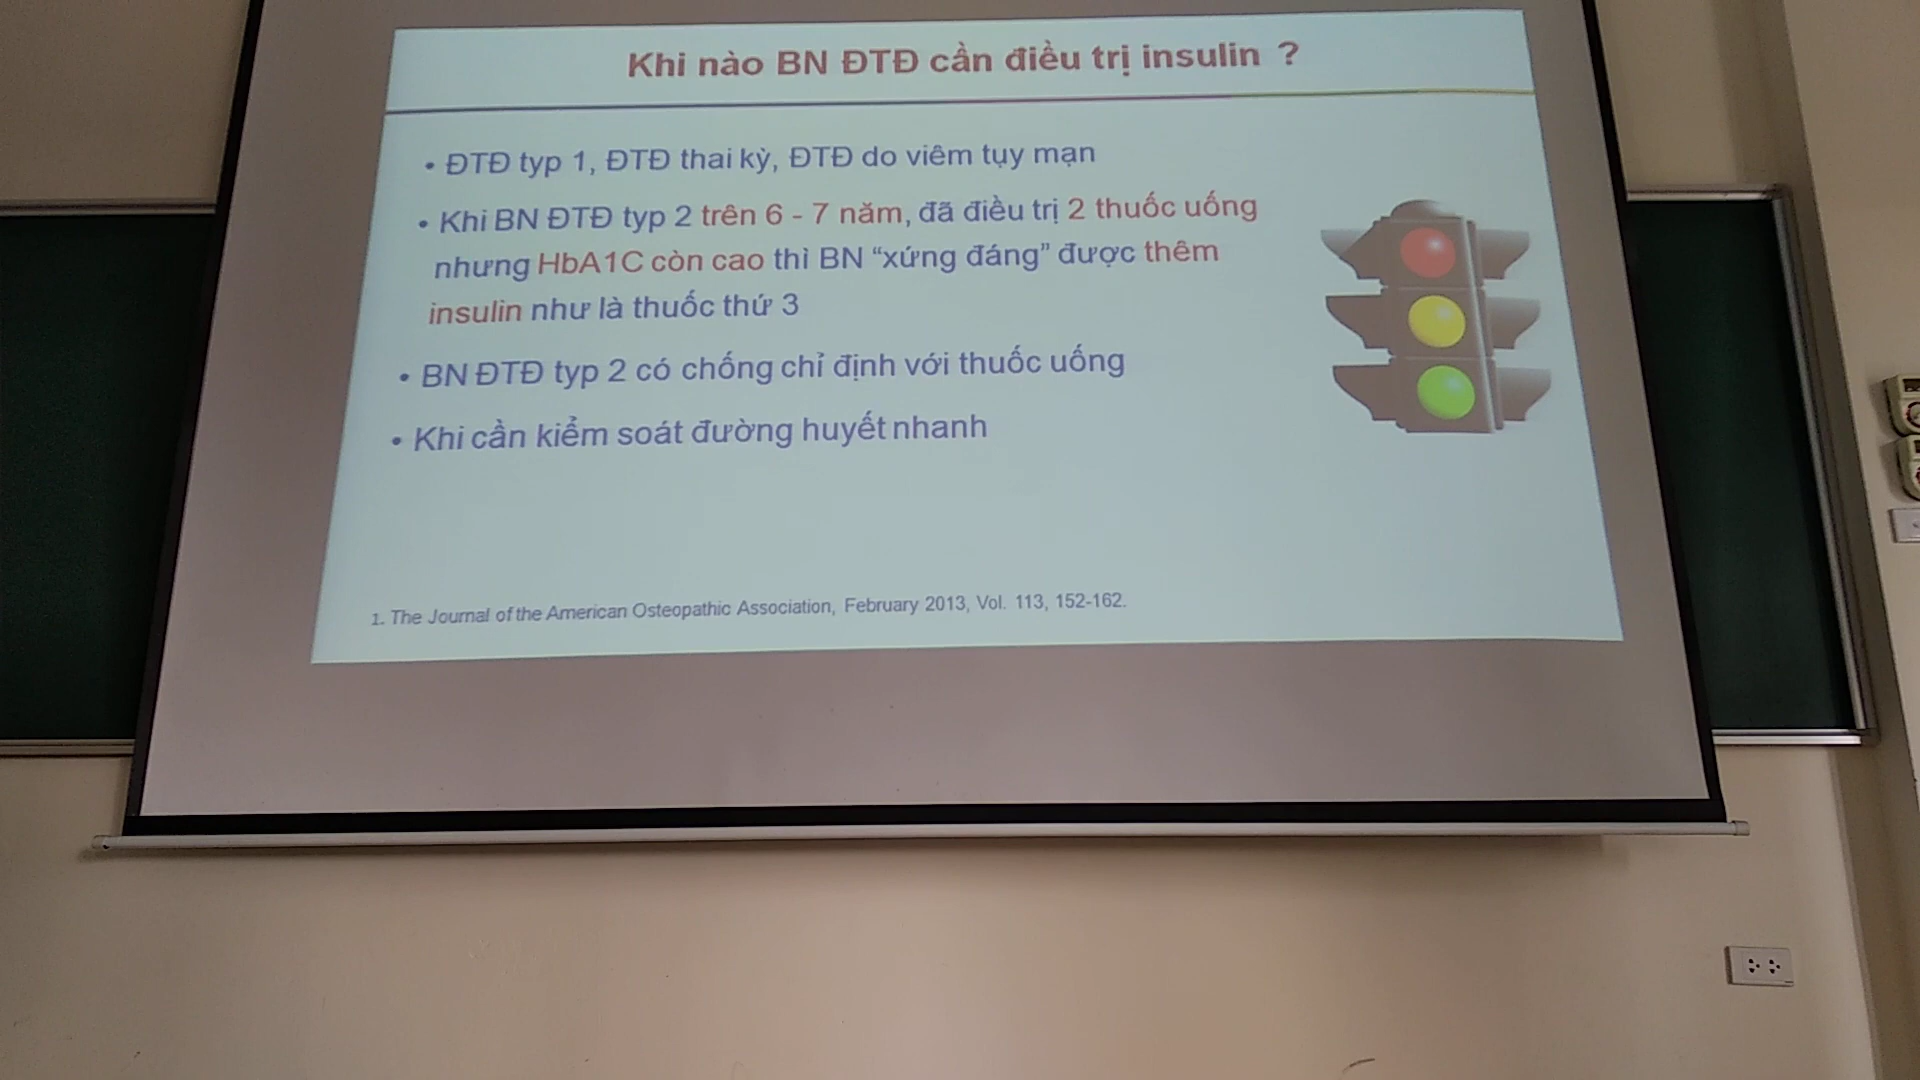 Khi nào BN ĐTĐ cần điều trị insulin ?
• ĐTĐ typ 1, ĐTĐ thai kỳ, ĐTĐ do viêm tụy mạn
• Khi BN ĐTĐ typ 2 trên 6 - 7 năm, đã điều trị 2 thuốc uống
nhưng HbA1C còn cao thì BN “xứng đáng” được thêm
insulin như là thuốc thứ 3
• BN ĐTĐ typ 2 có chống chỉ định với thuốc uống
• Khi cần kiểm soát đường huyết nhanh
1. The Journal of the American Osteopathic Association, February 2013, Vol. 113, 152-162.